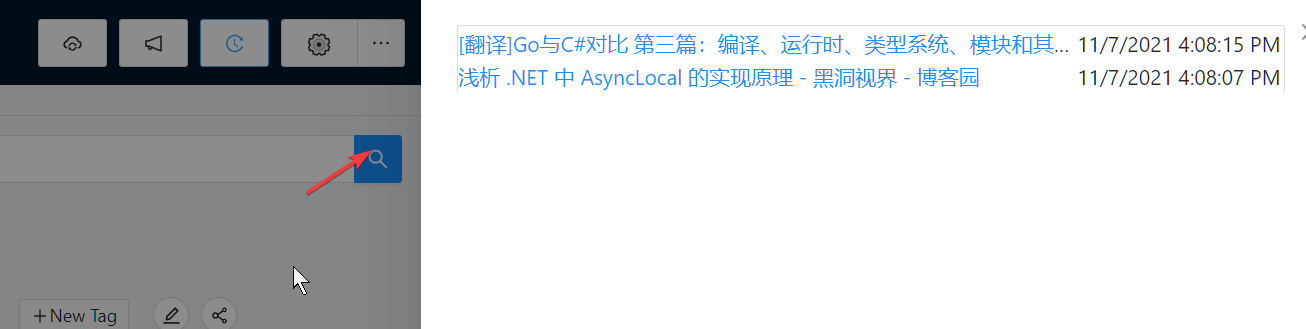 [翻译]Go与C#对比 第三篇：编译、运行时、类型系统、模块和其... 11/7/2021 4:08:15 PM
浅析 .NET 中 AsyncLocal 的实现原理 - 黑洞视界 - 博客园 11/7/2021 4:08:07 PM
New Tag